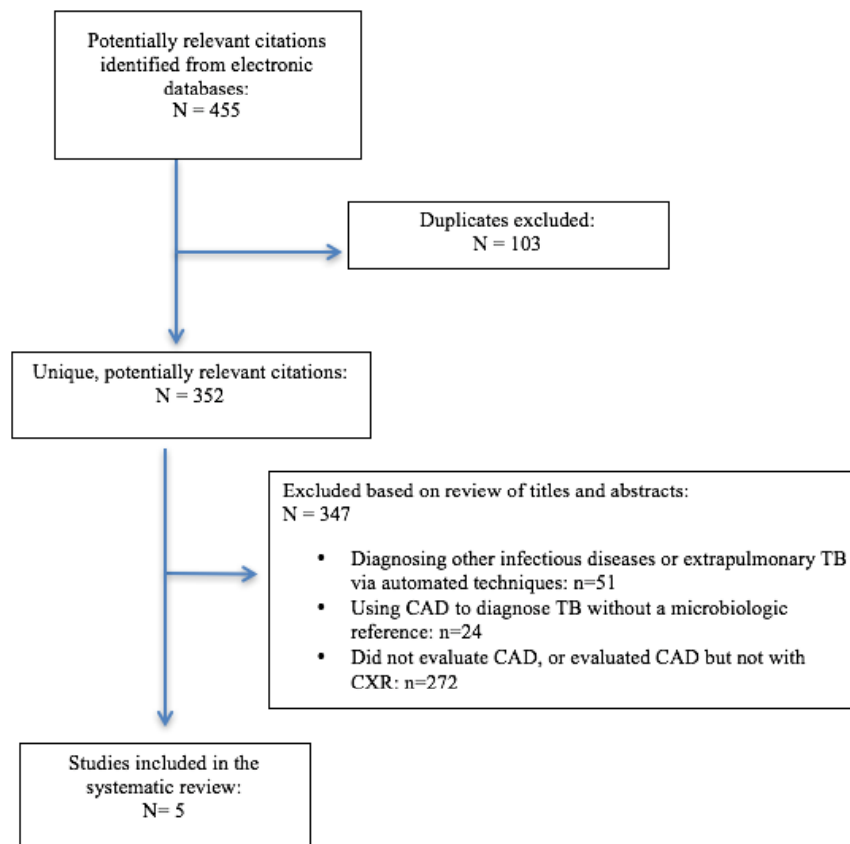 Potentially relevant citations
identified from electronic
databases:
N = 455
Duplicates excluded:
N = 103
Unique, potentially relevant citations:
N = 352
Excluded based on review of titles and abstracts:
N = 347
• Diagnosing other infectious diseases or extrapulmonary TB
via automated techniques: n=51
• Using CAD to diagnose TB without a microbiologic
reference: n=24
• Did not evaluate CAD, or evaluated CAD but not with
CXR: n=272
Studies included in the
systematic review:
N= 5